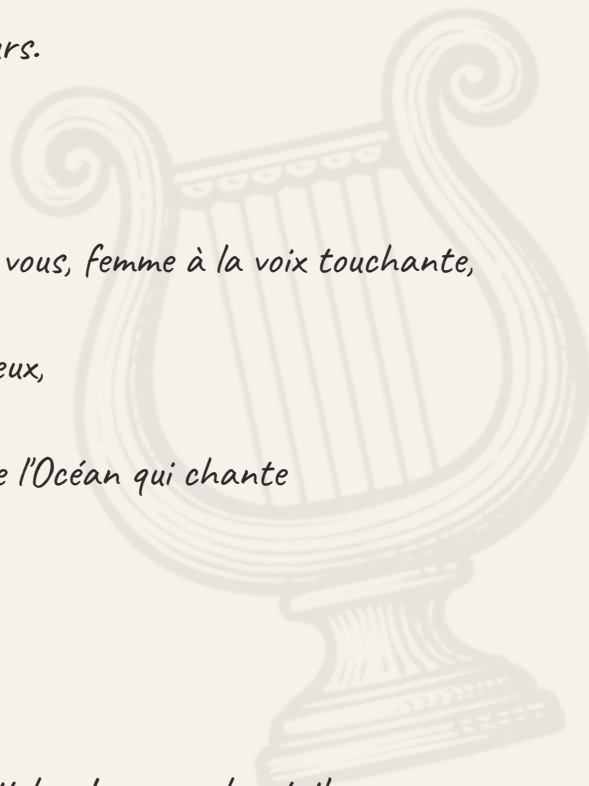 rs.
vous, femme à la voix touchante,
eux,
l'Océan qui chante